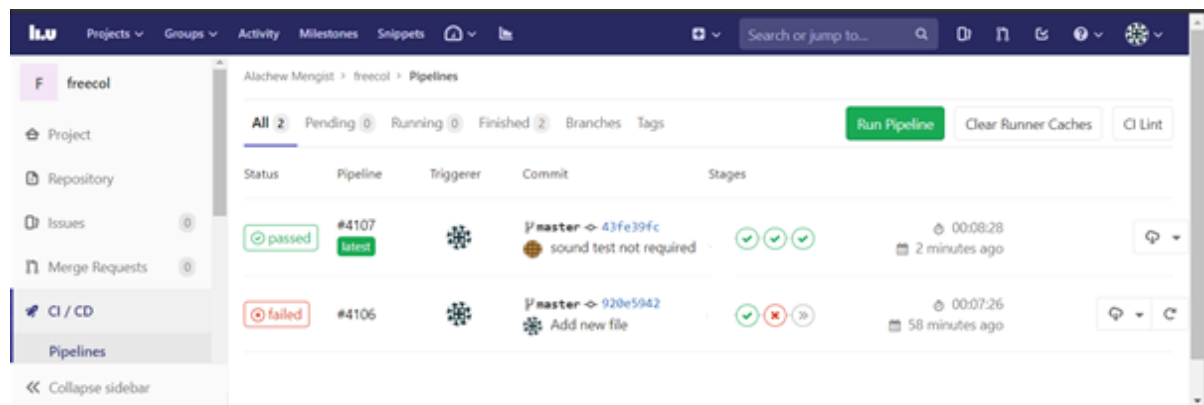 li.u Projects Groups Activity Milestones Snippets Search or jump to...
F freecol
Project
Repository
Issues 0
Merge Requests 0
CI / CD
Pipelines
Collapse sidebar
Alachew Mengist > freecol > Pipelines
All 2 Pending 0 Running 0 Finished 2 Branches Tags Run Pipeline Clear Runner Caches CI Lint
Status Pipeline Triggerer Commit Stages
passed #4107 latest master 43fe39fc 00:08:28
sound test not required 2 minutes ago
failed #4106 master 920e5942 00:07:26
Add new file 58 minutes ago